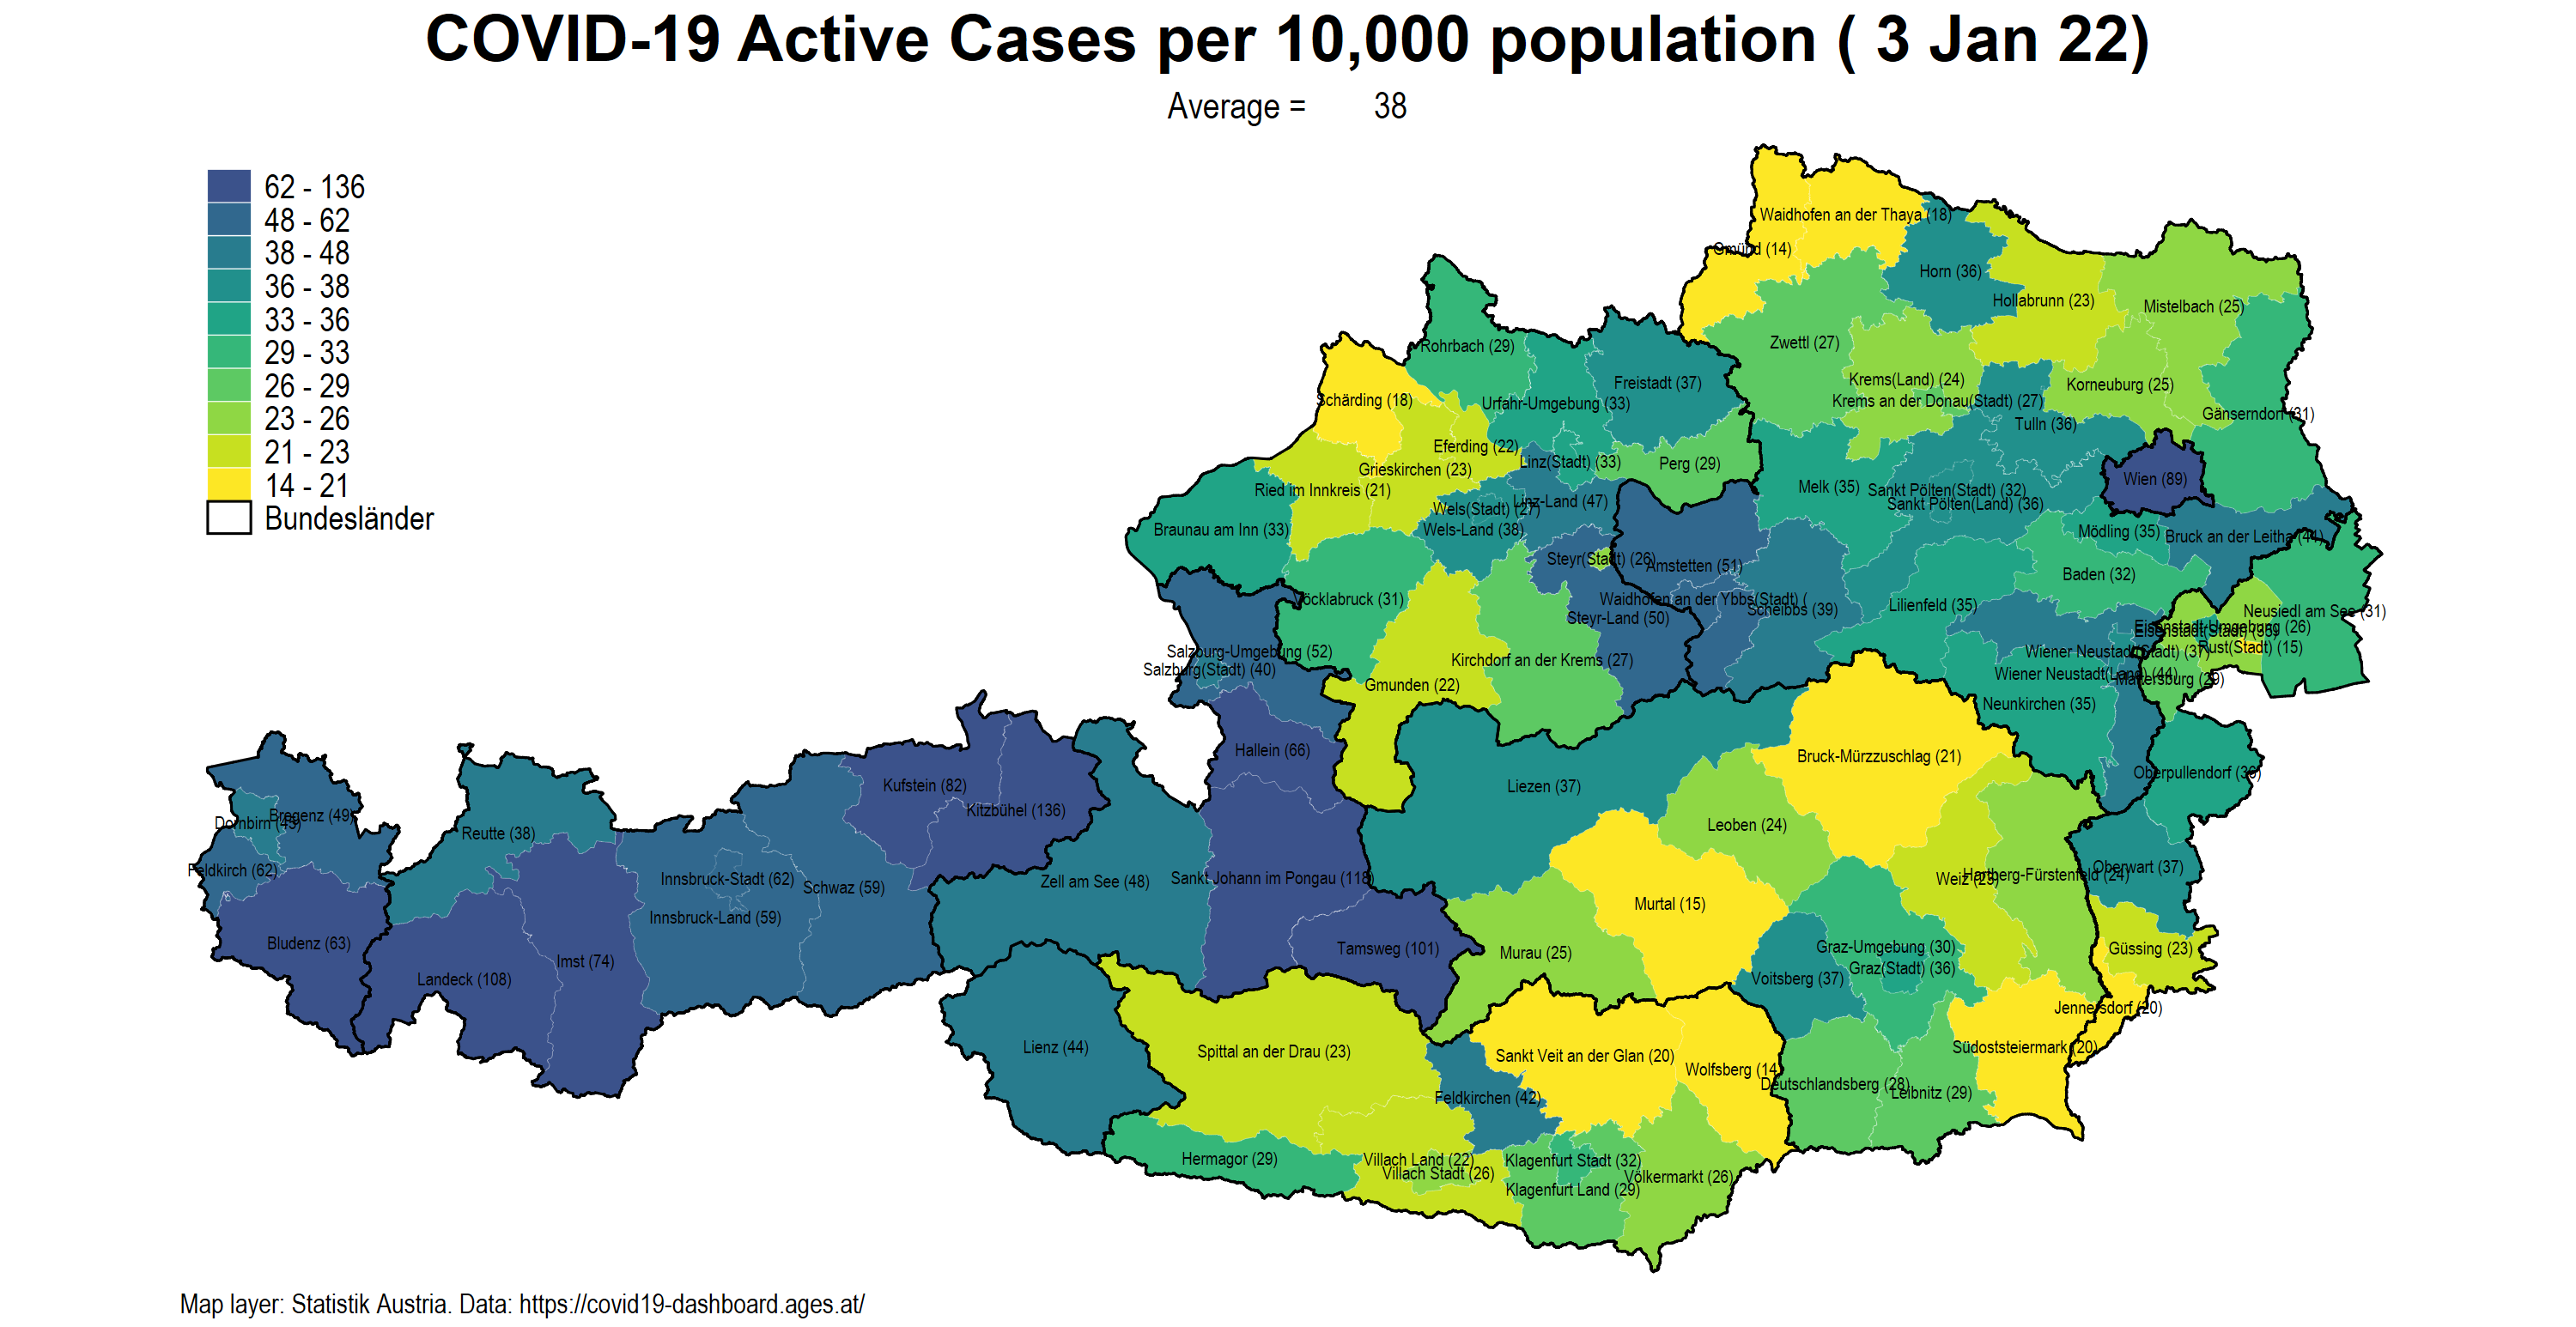 COVID-19 Active Cases per 10,000 population ( 3 Jan 22)
Average = 38
62 - 136
48 - 62
38 - 48
36 - 38
33 - 36
29 - 33
26 - 29
23 - 26
21 - 23
14 - 21
Bundesländer
Waidhofen an der Thaya (18)
Gmünd (14)
Horn (36)
Hollabrunn (23)
Mistelbach (25)
Zwettl (27)
Rohrbach (29)
Freistadt (37)
Krems(Land) (24)
Korneuburg (25)
Schärding (18)
Urfahr-Umgebung (33)
Krems an der Donau(Stadt) (27)
Gänserndorf (31)
Tulln (36)
Eferding (22)
Linz(Stadt) (33)
Perg (29)
Grieskirchen (23)
Wien (89)
Ried im Innkreis (21)
Melk (35)
Sankt Pölten(Stadt) (32)
Linz-Land (47)
Sankt Pölten(Land) (36)
Wels(Stadt) (27)
Braunau am Inn (33)
Wels-Land (38)
Mödling (35)
Bruck an der Leitha (44)
Steyr(Stadt) (26)
Amstetten (51)
Baden (32)
Vöcklabruck (31)
Waidhofen an der Ybbs(Stadt) (
Scheibbs (39)
Lilienfeld (35)
Neusiedl am See (31)
Steyr-Land (50)
Eisenstadt-Umgebung (26)
Eisenstadt(Stadt)
Salzburg-Umgebung (52)
Wiener Neustadt(Stadt) (37)
Rust(Stadt) (15)
Kirchdorf an der Krems (27)
Salzburg(Stadt) (40)
Wiener Neustadt(Land) (44)
Mattersburg (29)
Gmunden (22)
Neunkirchen (35)
Hallein (66)
Bruck-Mürzzuschlag (21)
Oberpullendorf
Kufstein (82)
Liezen (37)
Kitzbühel (136)
Bregenz (49)
Dornbirn
Reutte (38)
Leoben (24)
Feldkirch (62)
Oberwart (37)
Innsbruck-Stadt (62)
Schwaz (59)
Zell am See (48)
Sankt Johann im Pongau (118)
Weiz
Hartberg-Fürstenfeld (24)
Murtal (15)
Innsbruck-Land (59)
Bludenz (63)
Tamsweg (101)
Murau (25)
Graz-Umgebung (30)
Güssing (23)
Imst (74)
Graz(Stadt) (36)
Landeck (108)
Voitsberg (37)
Jennersdorf (20)
Lienz (44)
Spittal an der Drau (23)
Sankt Veit an der Glan (20)
Südoststeiermark (20)
Wolfsberg (14
Deutschlandsberg (28)
Leibnitz (29)
Feldkirchen (42)
Hermagor (29)
Villach Land (22)
Klagenfurt Stadt (32)
Villach Stadt (26)
Völkermarkt (26)
Klagenfurt Land (29)
Map layer: Statistik Austria. Data: https://covid19-dashboard.ages.at/